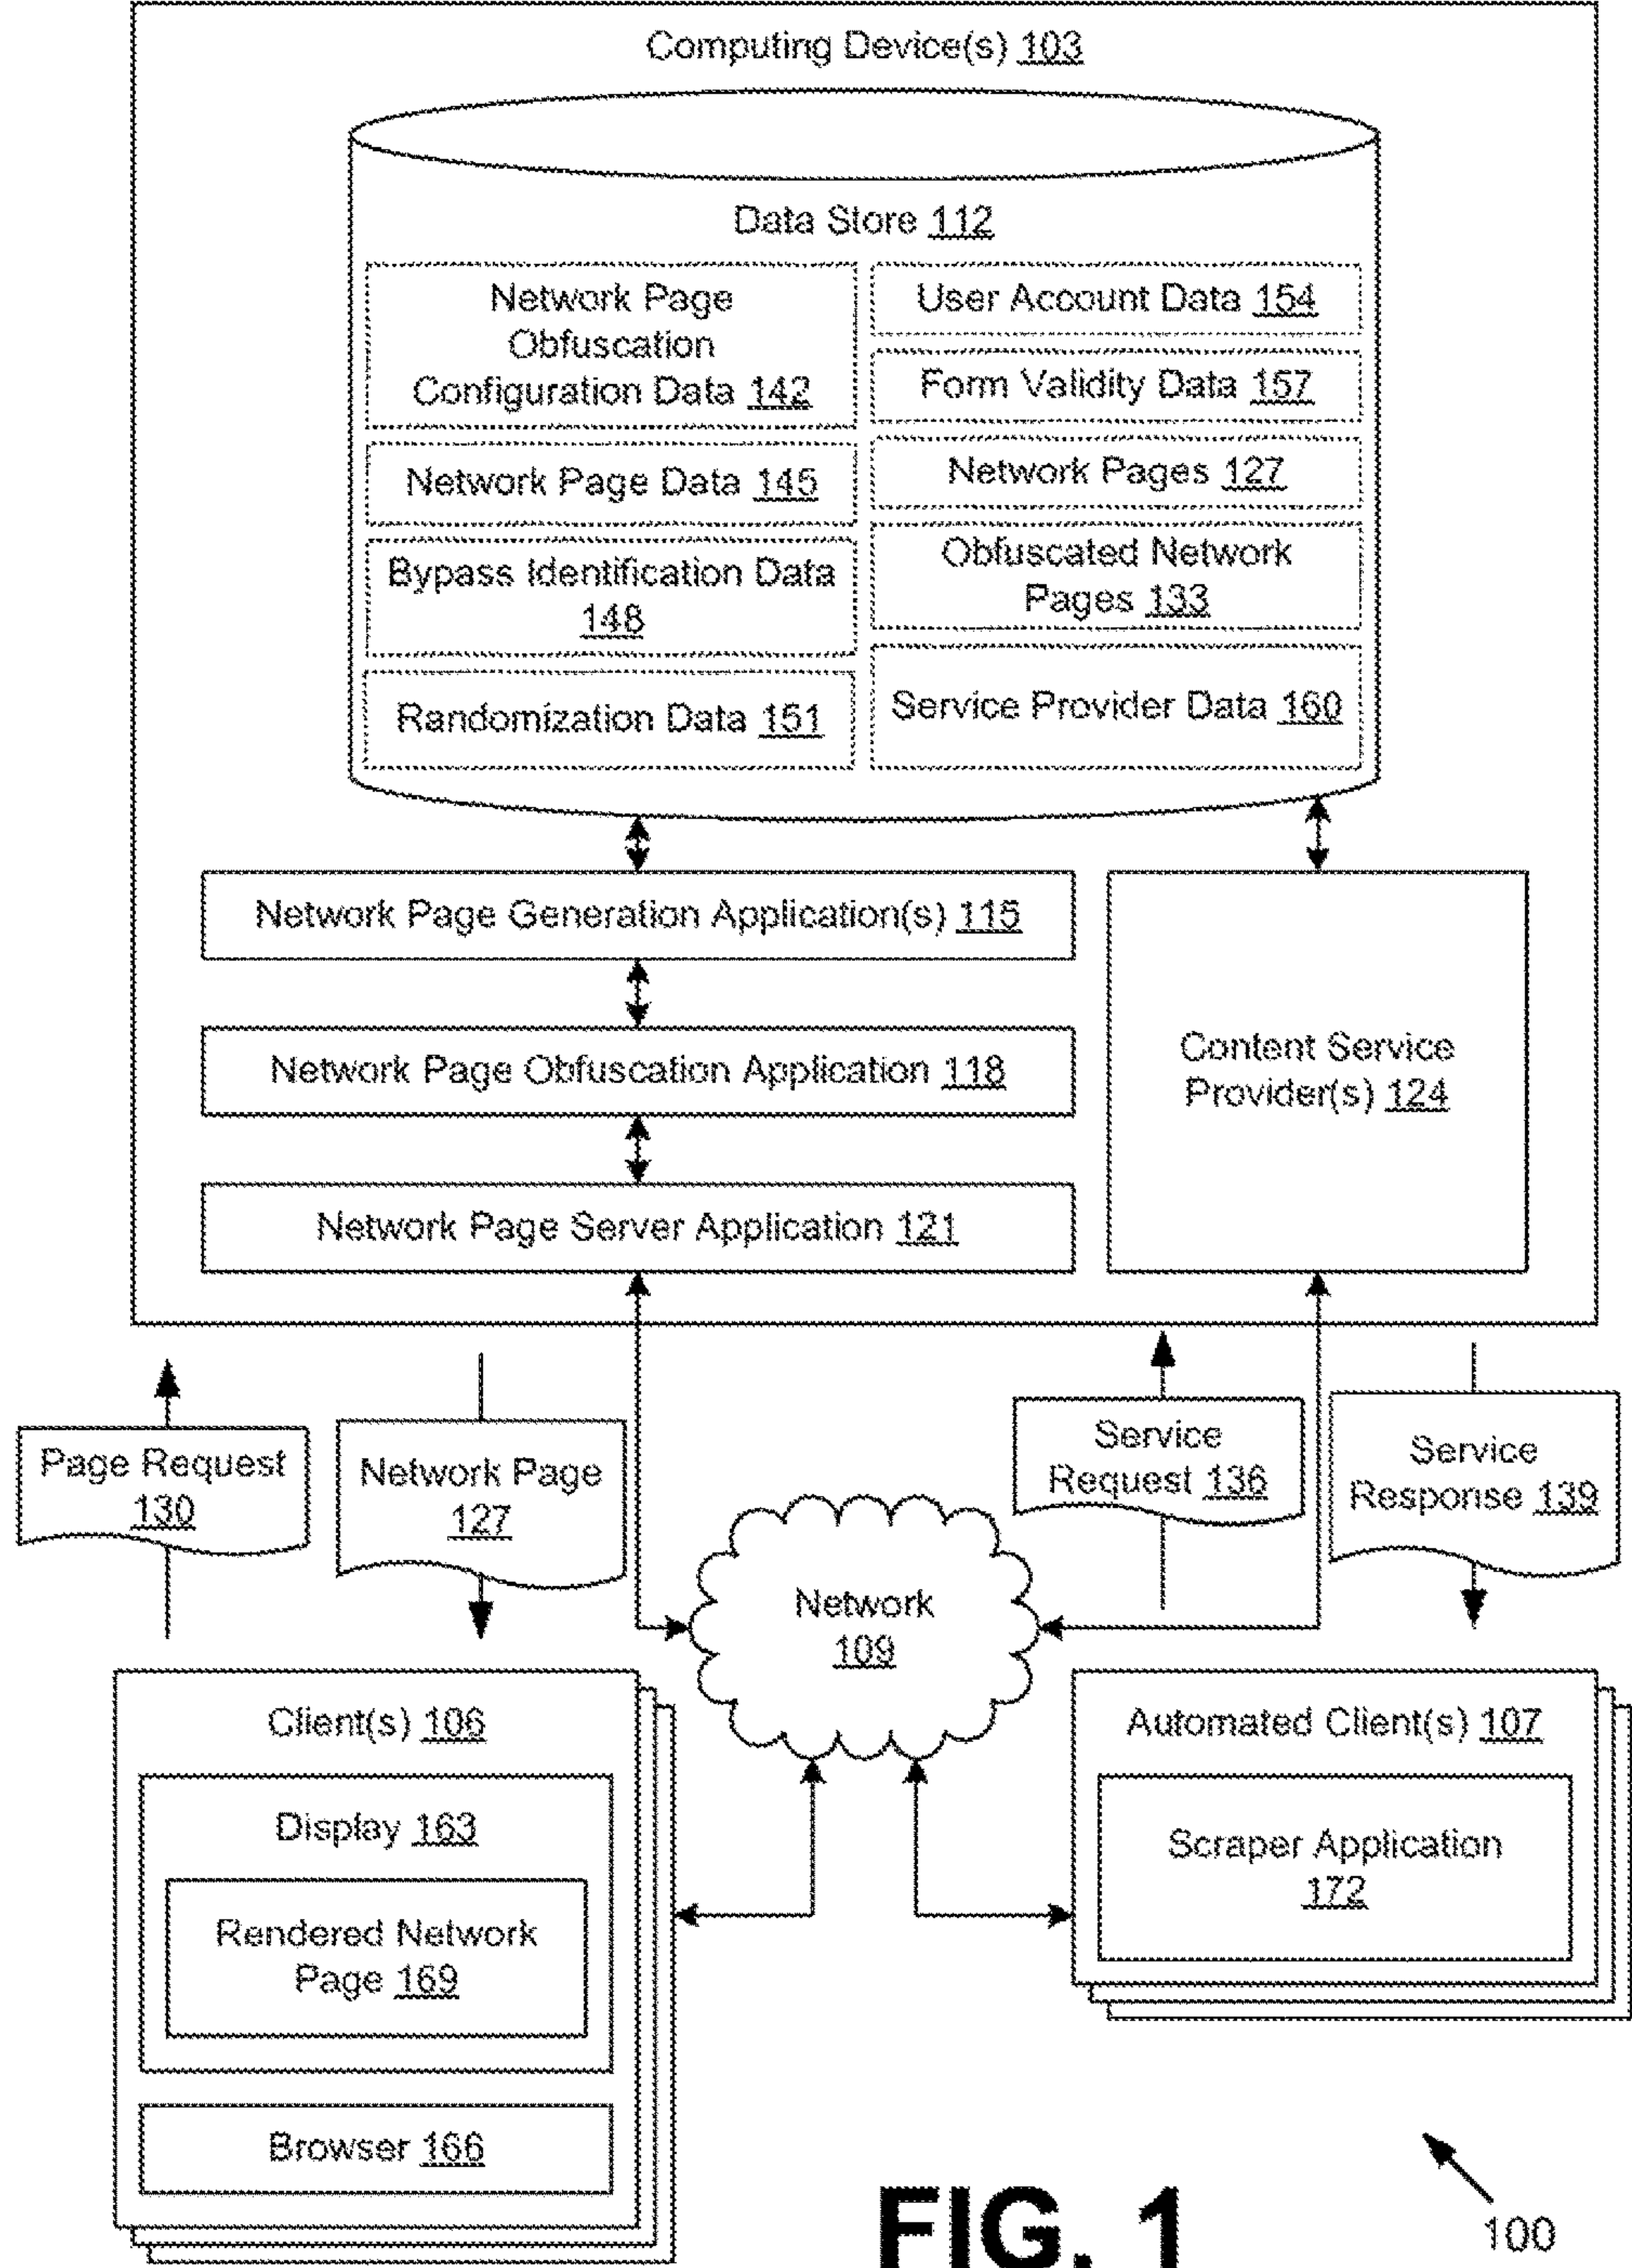 Computing Device(s) 103
Data Store 112
Network Page
Obfuscation
Configuration Data 142
Network Page Data 145
Bypass Identification Data
148
Randomization Data 151
User Account Data 154
Form Validity Data 157
Network Pages 127
Obfuscated Network
Pages 133
Service Provider Data 160
Network Page Generation Application(s) 115
Network Page Obfuscation Application 118
Network Page Server Application 121
Content Service
Provider(s) 124
Page Request
130
Network Page
127
Service
Request 136
Service
Response 139
Network
109
Client(s) 106
Display 163
Rendered Network
Page 169
Browser 166
Automated Client(s) 107
Scraper Application
172
FIG. 1
100